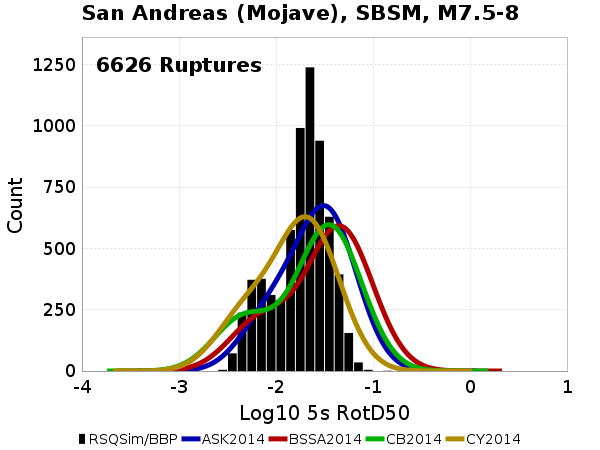 San Andreas (Mojave), SBSM, M7.5-8
6626 Ruptures
1250
1000
750
500
250
0
Count
-4 -3 -2 -1 0 1
Log10 5s RotD50
RSQSim/BBP ASK2014 BSSA2014 CB2014 CY2014